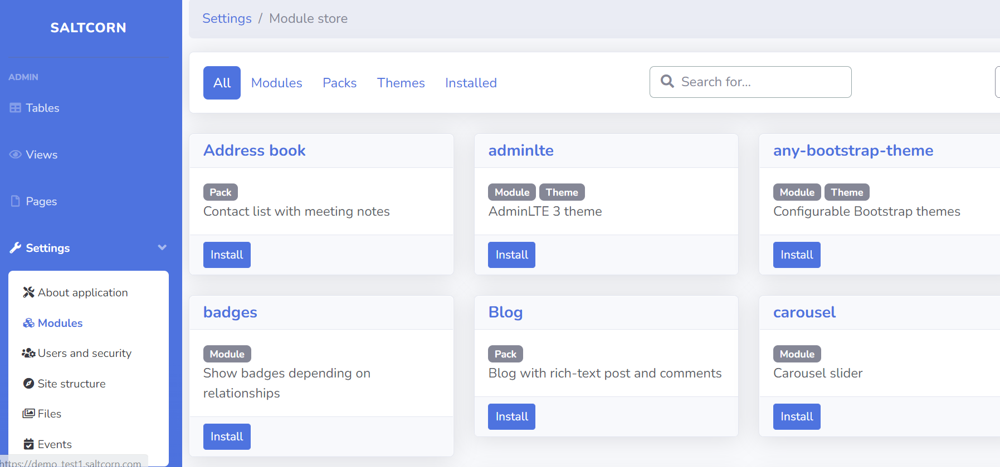 SALTCORN
ADMIN
Tables
Views
Pages
Settings
About application
Modules
Users and security
Site structure
Files
Events
https://demo_test1.saltcorn.com
Settings / Module store
All Modules Packs Themes Installed
Search for...
Address book
Pack
Contact list with meeting notes
Install
adminlte
Module Theme
AdminLTE 3 theme
Install
any-bootstrap-theme
Module Theme
Configurable Bootstrap themes
Install
badges
Module
Show badges depending on
relationships
Install
Blog
Pack
Blog with rich-text post and comments
Install
carousel
Module
Carousel slider
Install